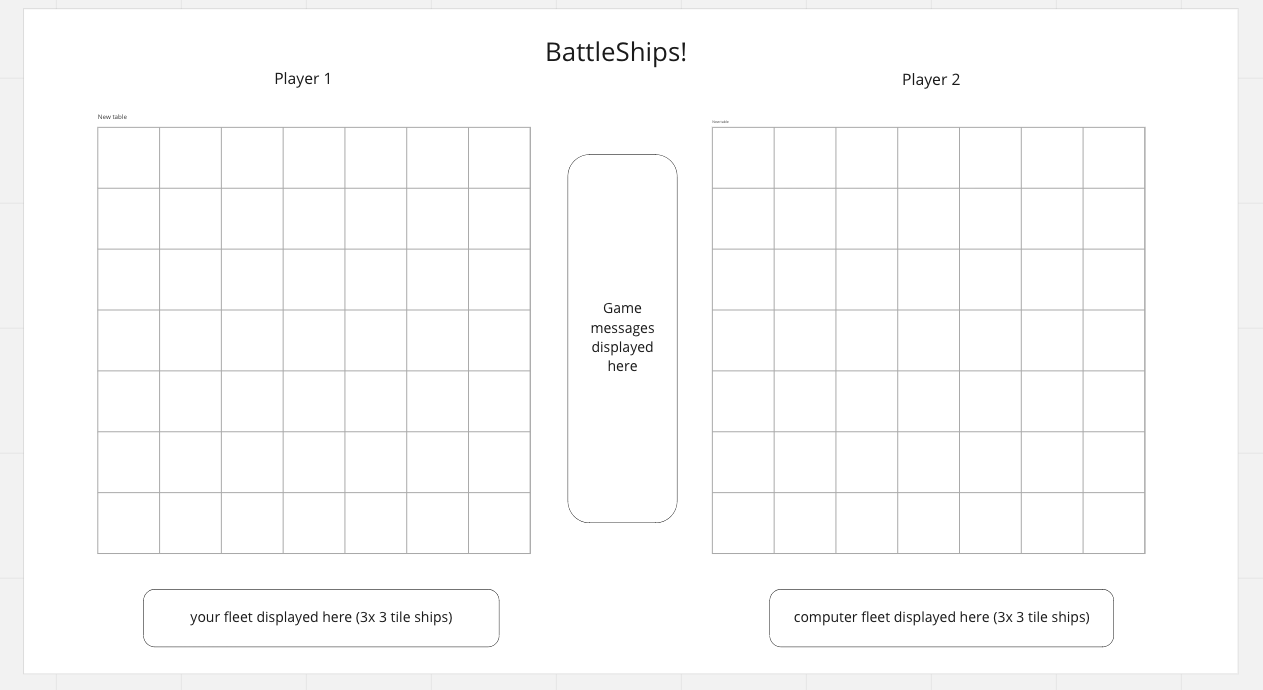 BattleShips!
Player 1
Player 2
New table
New table
Game
messages
displayed
here
your fleet displayed here (3x 3 tile ships)
computer fleet displayed here (3x 3 tile ships)